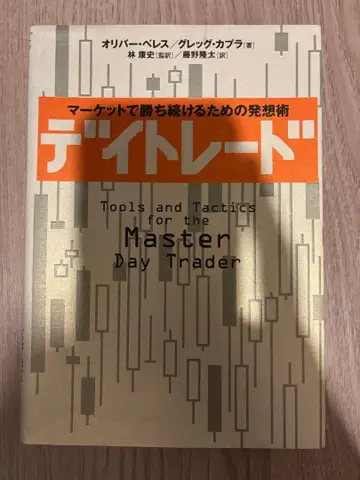 オリバー・ベレス/グレッグ・カプラ[著]
林 康史[監訳]/藤野隆太[訳]
マーケットで勝ち続けるための発想術
デイトレード
Tools and Tactics
for the
Master
Day Trader